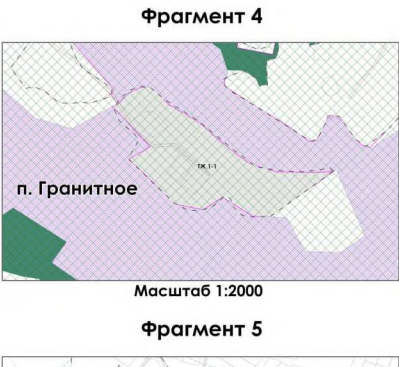 Фрагмент 4
ТЖ.1-1
п. Гранитное
Масштаб 1:2000
Фрагмент 5